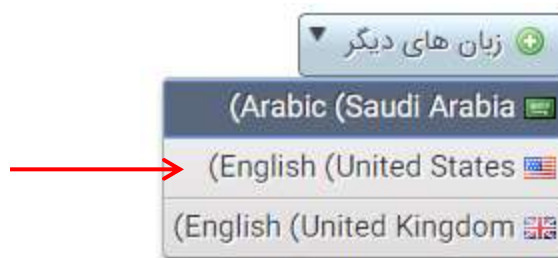 زبان های دیگر
(Arabic (Saudi Arabia
(English (United States
(English (United Kingdom